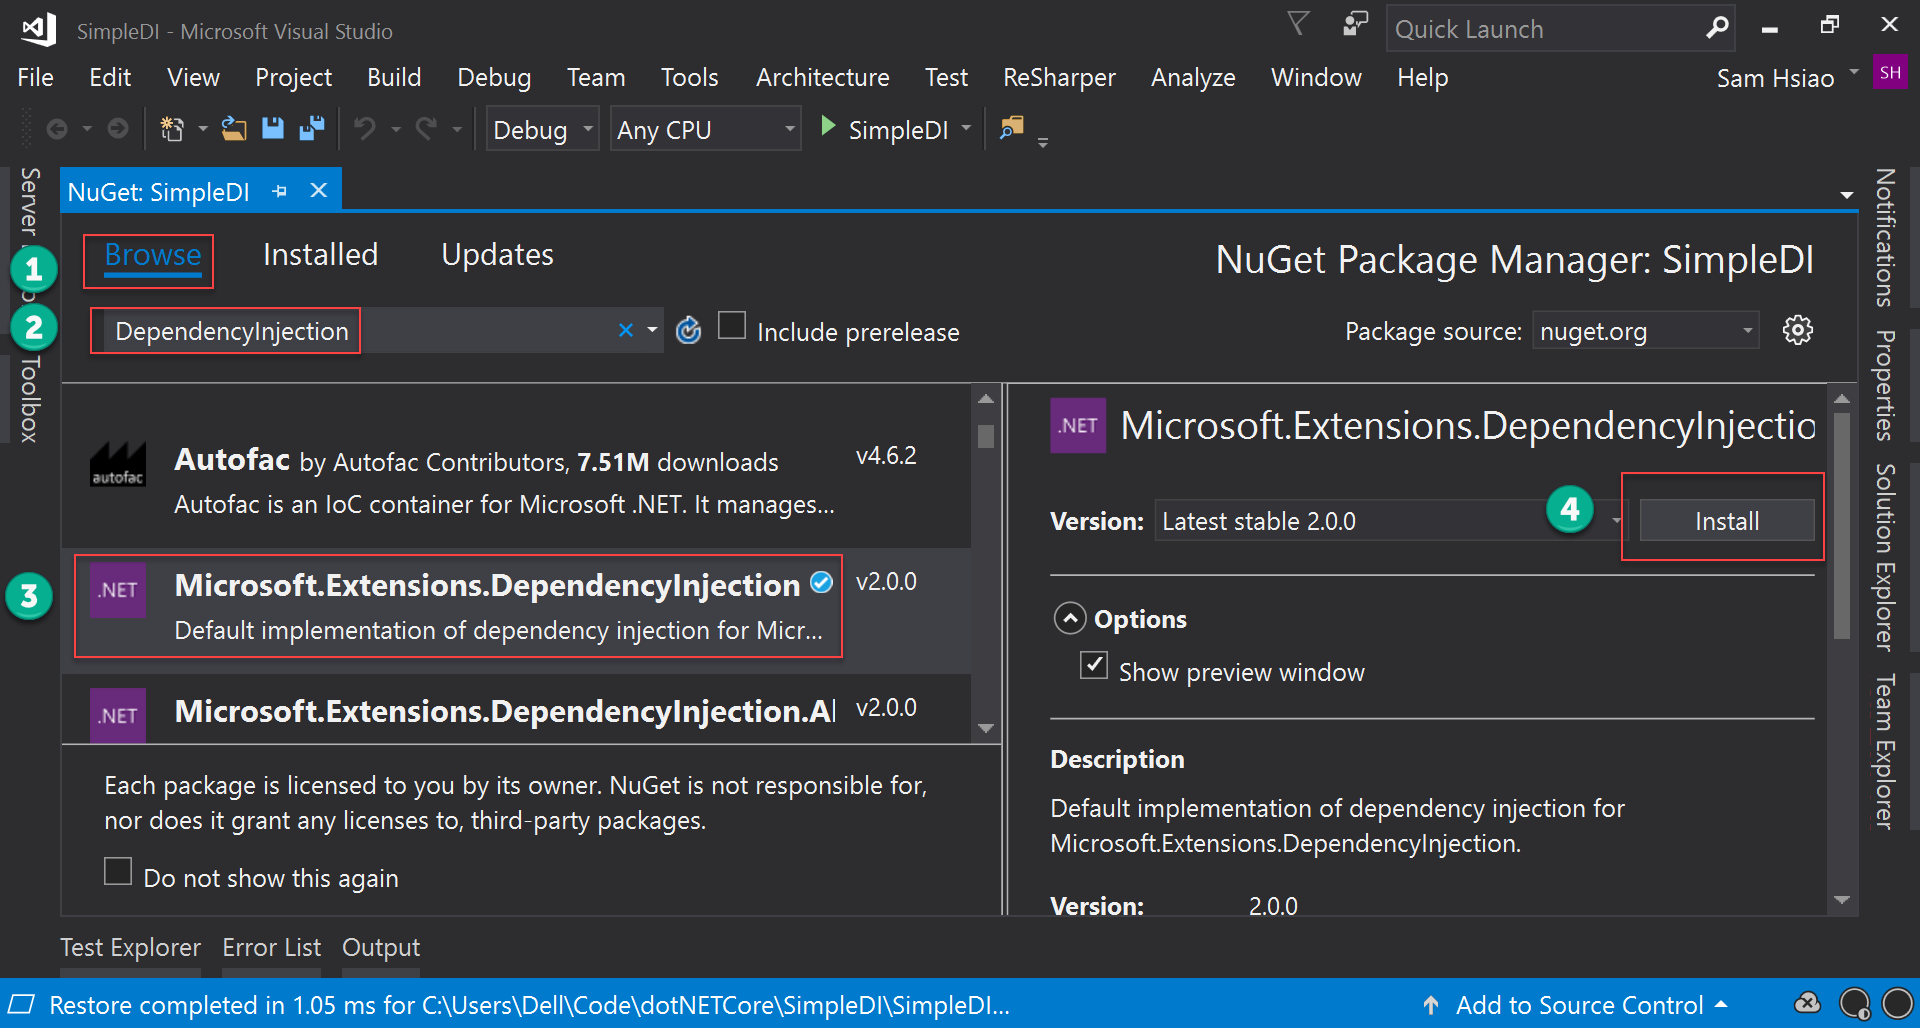 SimpleDI - Microsoft Visual Studio
Quick Launch
File Edit View Project Build Debug Team Tools Architecture Test ReSharper Analyze Window Help
Sam Hsiao
SH
Debug Any CPU SimpleDI
NuGet: SimpleDI
Server
Toolbox
Notifications
Properties
Solution Explorer
Team Explorer
1
Browse Installed Updates
NuGet Package Manager: SimpleDI
2
DependencyInjection
Include prerelease
Package source: nuget.org
autofac
Autofac by Autofac Contributors, 7.51M downloads
v4.6.2
Autofac is an IoC container for Microsoft .NET. It manages...
3
.NET
Microsoft.Extensions.DependencyInjection
v2.0.0
Default implementation of dependency injection for Micr...
.NET
Microsoft.Extensions.DependencyInjection.A
v2.0.0
Each package is licensed to you by its owner. NuGet is not responsible for,
nor does it grant any licenses to, third-party packages.
Do not show this again
.NET
Microsoft.Extensions.DependencyInjectio
Version: Latest stable 2.0.0
4
Install
Options
Show preview window
Description
Default implementation of dependency injection for
Microsoft.Extensions.DependencyInjection.
Version: 2.0.0
Test Explorer Error List Output
Restore completed in 1.05 ms for C:\Users\Dell\Code\dotNETCore\SimpleDI\SimpleDI...
Add to Source Control